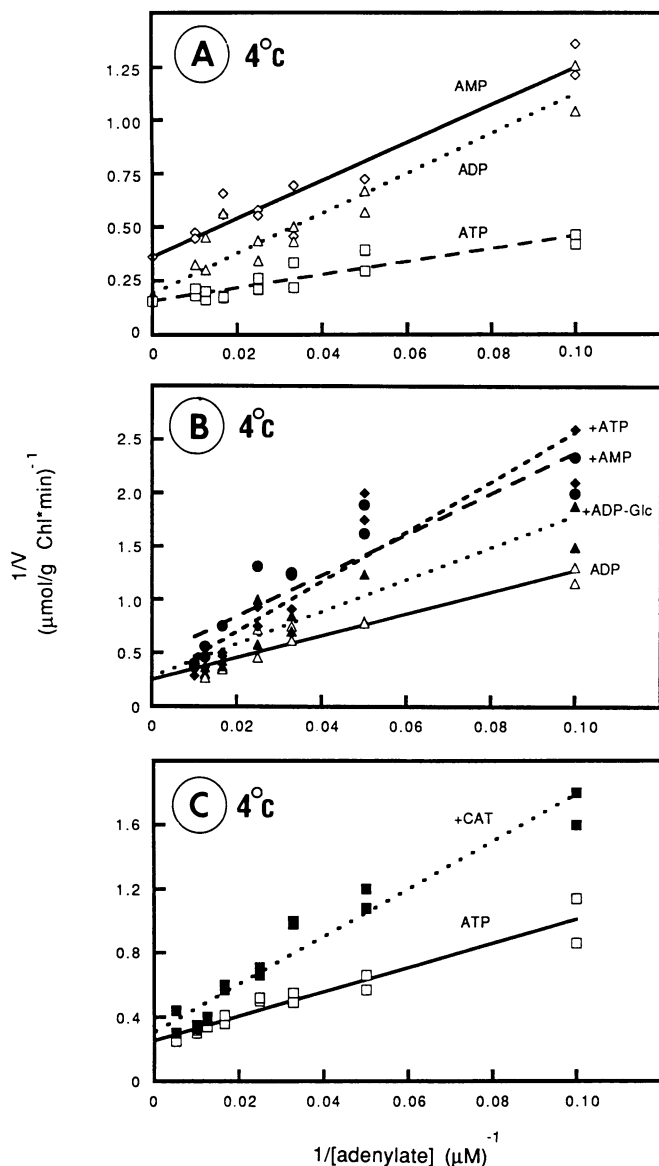 A 4°C
1.25
1.00
0.75
0.50
0.25
0
AMP
ADP
ATP
0 0.02 0.04 0.06 0.08 0.10
B 4°C
2.5
2.0
1.5
1.0
0.5
0
+ATP
+AMP
+ADP-Glc
ADP
0 0.02 0.04 0.06 0.08 0.10
1/V
(μmol/g Chl*min)⁻¹
C 4°C
1.6
1.2
0.8
0.4
0
+CAT
ATP
0 0.02 0.04 0.06 0.08 0.10
1/[adenylate] (μM)⁻¹